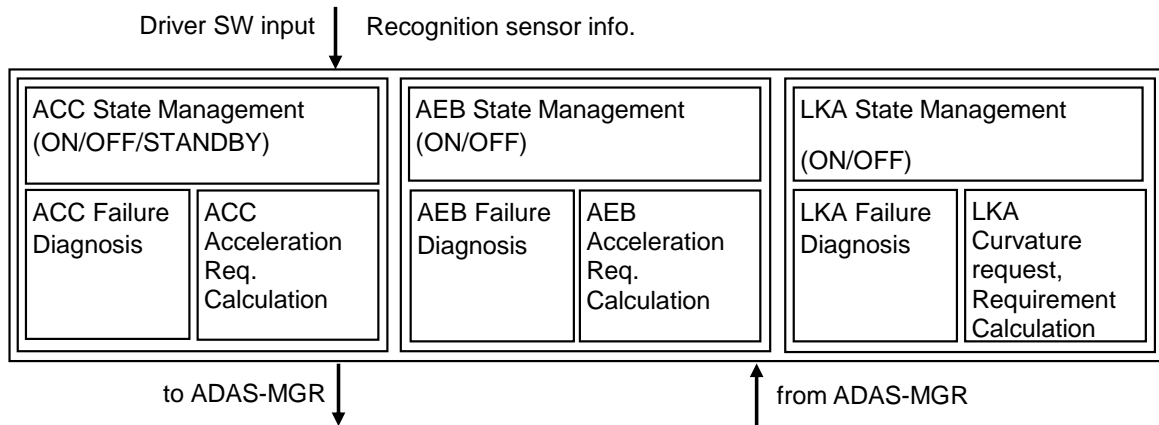 Driver SW input
Recognition sensor info.
ACC State Management
(ON/OFF/STANDBY)
ACC Failure
Diagnosis
ACC
Acceleration
Req.
Calculation
AEB State Management
(ON/OFF)
AEB Failure
Diagnosis
AEB
Acceleration
Req.
Calculation
LKA State Management
(ON/OFF)
LKA Failure
Diagnosis
LKA
Curvature
request,
Requirement
Calculation
to ADAS-MGR
from ADAS-MGR